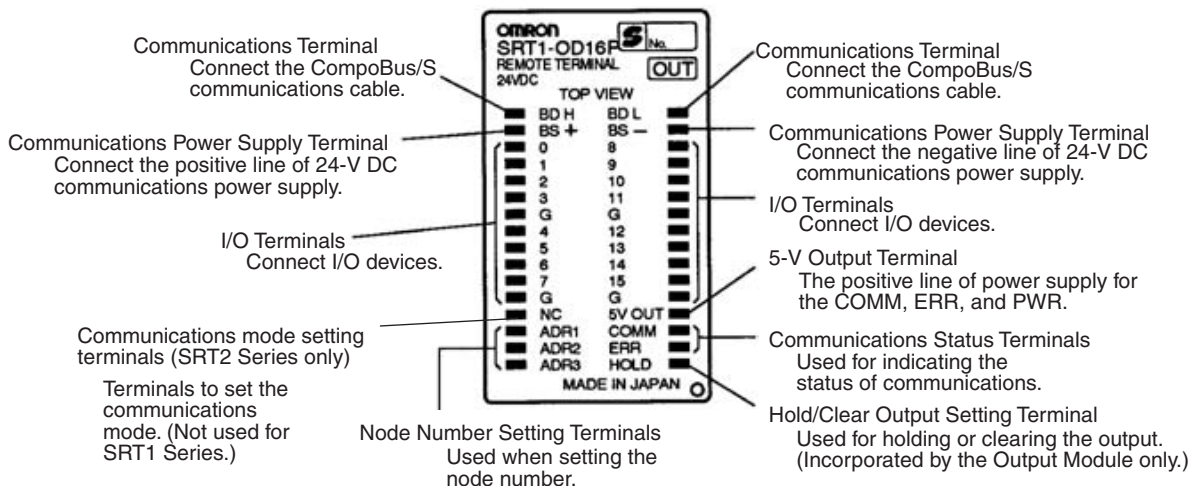 Communications Terminal
Connect the CompoBus/S
communications cable.
Communications Power Supply Terminal
Connect the positive line of 24-V DC
communications power supply.
I/O Terminals
Connect I/O devices.
Communications mode setting
terminals (SRT2 Series only)
Terminals to set the
communications
mode. (Not used for
SRT1 Series.)
OMRON
S No.
SRT1-OD16P
REMOTE TERMINAL
24VDC
OUT
TOP VIEW
BD H BD L
BS + BS −
0 8
1 9
2 10
3 11
G G
4 12
5 13
6 14
7 15
G G
NC 5V OUT
ADR1 COMM
ADR2 ERR
ADR3 HOLD
MADE IN JAPAN
Node Number Setting Terminals
Used when setting the
node number.
Communications Terminal
Connect the CompoBus/S
communications cable.
Communications Power Supply Terminal
Connect the negative line of 24-V DC
communications power supply.
I/O Terminals
Connect I/O devices.
5-V Output Terminal
The positive line of power supply for
the COMM, ERR, and PWR.
Communications Status Terminals
Used for indicating the
status of communications.
Hold/Clear Output Setting Terminal
Used for holding or clearing the output.
(Incorporated by the Output Module only.)